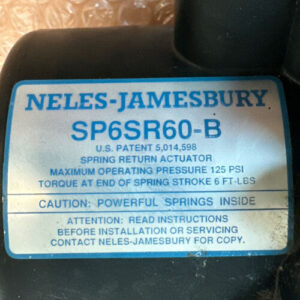 NELES-JAMESBURY
SP6SR60-B
U.S. PATENT 5,014,598
SPRING RETURN ACTUATOR
MAXIMUM OPERATING PRESSURE 125 PSI
TORQUE AT END OF SPRING STROKE 6 FT-LBS
CAUTION: POWERFUL SPRINGS INSIDE
ATTENTION: READ INSTRUCTIONS
BEFORE INSTALLATION OR SERVICING
CONTACT NELES-JAMESBURY FOR COPY.